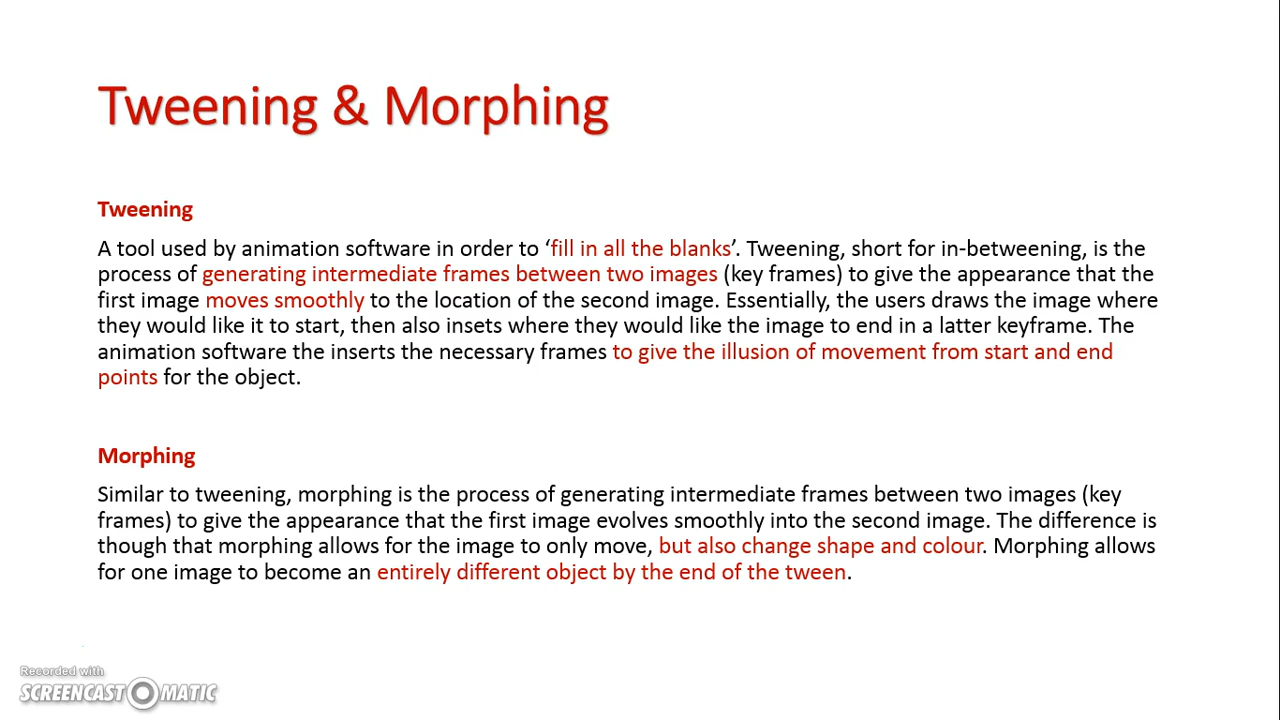 Tweening & Morphing
Tweening
A tool used by animation software in order to ‘fill in all the blanks’. Tweening, short for in-betweening, is the
process of generating intermediate frames between two images (key frames) to give the appearance that the
first image moves smoothly to the location of the second image. Essentially, the users draws the image where
they would like it to start, then also insets where they would like the image to end in a latter keyframe. The
animation software the inserts the necessary frames to give the illusion of movement from start and end
points for the object.
Morphing
Similar to tweening, morphing is the process of generating intermediate frames between two images (key
frames) to give the appearance that the first image evolves smoothly into the second image. The difference is
though that morphing allows for the image to only move, but also change shape and colour. Morphing allows
for one image to become an entirely different object by the end of the tween.
Recorded with
SCREENCAST MATIC